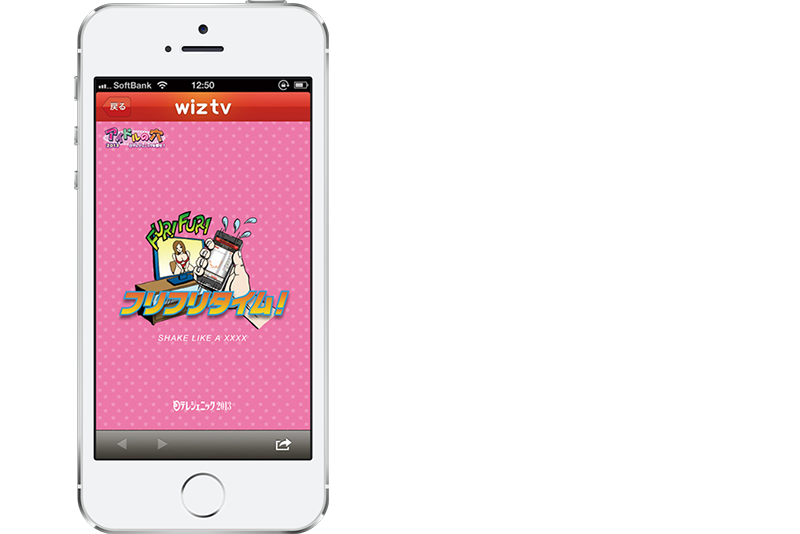 SoftBank 12:50
戻る wiztv
アイドルの穴
2013
FURI FURI
フリフリタイム!
SHAKE LIKE A XXXX
日テレジェニック2013